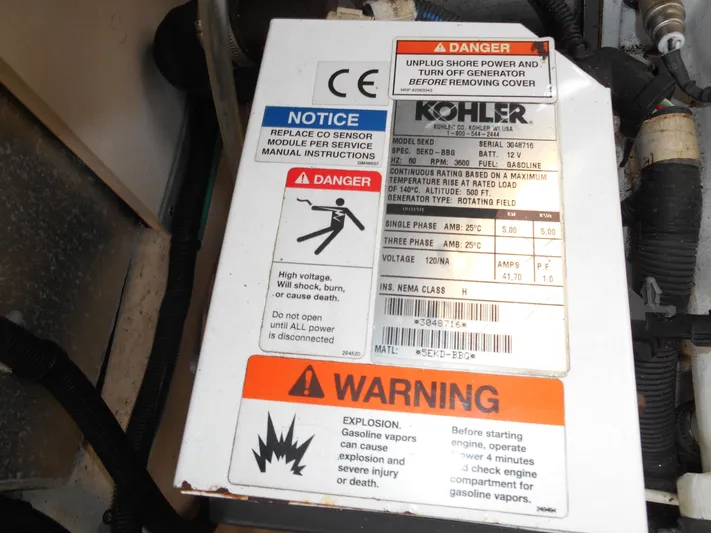 DANGER
UNPLUG SHORE POWER AND
TURN OFF GENERATOR
BEFORE REMOVING COVER
CE
NOTICE
REPLACE CO SENSOR
MODULE PER SERVICE
MANUAL INSTRUCTIONS
DANGER
High voltage.
Will shock, burn,
or cause death.
Do not open
until ALL power
is disconnected
KOHLER
KOHLER CO. KOHLER WI. USA
1-800-544-2444
MODEL 5EKD SERIAL 3048716
SPEC. 5EKD-BBG BATT. 12 V
HZ: 60 RPM: 3600 FUEL: GASOLINE
CONTINUOUS RATING BASED ON A MAXIMUM
TEMPERATURE RISE AT RATED LOAD
OF 140°C. ALTITUDE: 500 FT.
GENERATOR TYPE: ROTATING FIELD
KW KVA
SINGLE PHASE AMB: 25°C 5.00 5.00
THREE PHASE AMB: 25°C
VOLTAGE 120/NA AMPS P.F.
41.70 1.0
INS. NEMA CLASS H
*3048716*
MATL: *5EKD-BBG*
WARNING
EXPLOSION.
Gasoline vapors
can cause
explosion and
severe injury
or death.
Before starting
engine, operate
ower 4 minutes
d check engine
compartment for
gasoline vapors.